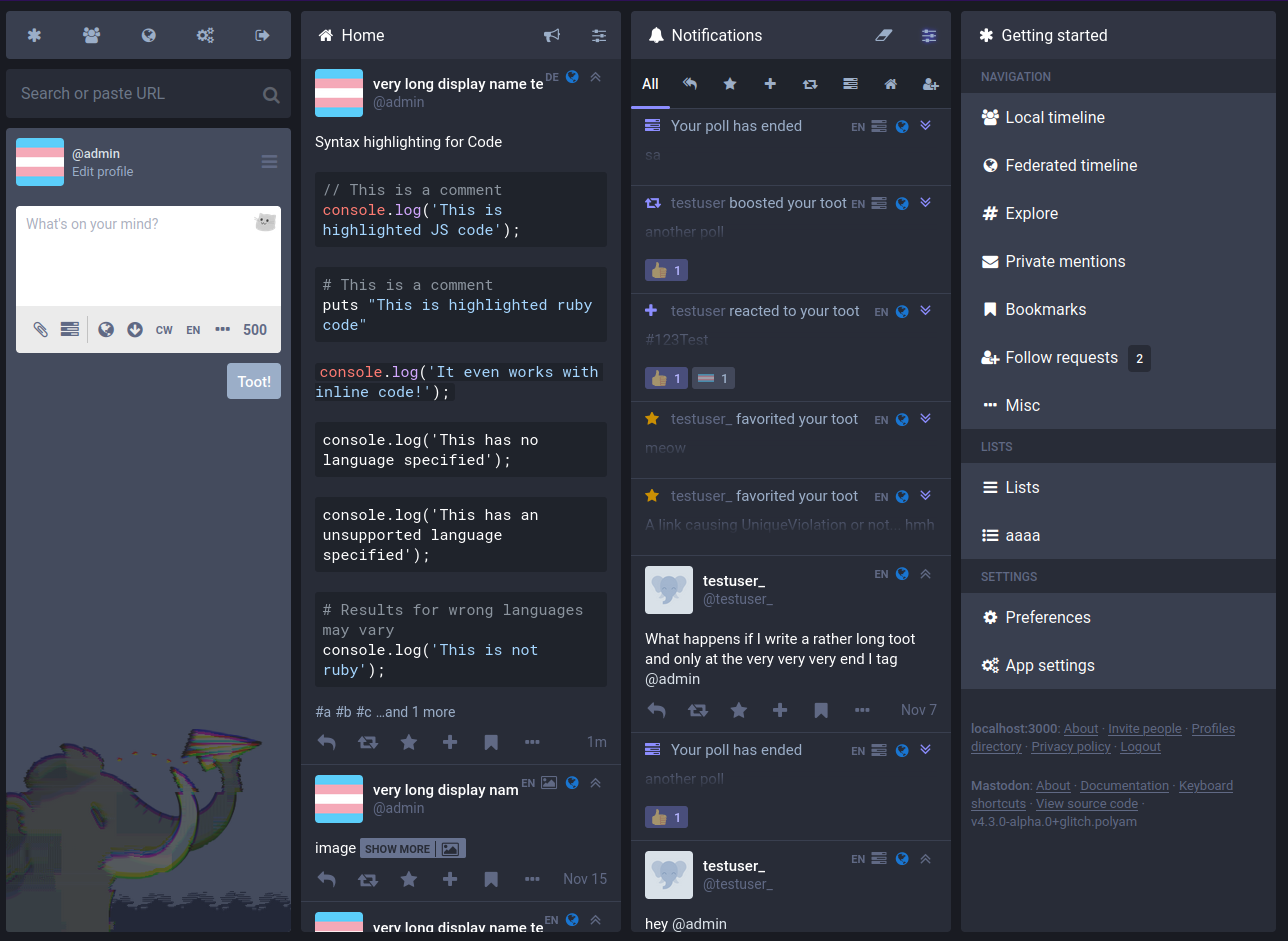 Search or paste URL
@admin
Edit profile
What's on your mind?
CW EN 500
Toot!
Home
very long display name te DE
@admin
Syntax highlighting for Code
// This is a comment
console.log('This is
highlighted JS code');
# This is a comment
puts "This is highlighted ruby
code"
console.log('It even works with
inline code!');
console.log('This has no
language specified');
console.log('This has an
unsupported language
specified');
# Results for wrong languages
may vary
console.log('This is not
ruby');
#a #b #c …and 1 more
1m
very long display nam EN
@admin
image SHOW MORE
Nov 15
very long display name te EN
Notifications
All
Your poll has ended EN
sa
testuser boosted your toot EN
another poll
1
testuser reacted to your toot EN
#123Test
1 1
testuser_ favorited your toot EN
meow
testuser_ favorited your toot EN
A link causing UniqueViolation or not... hmh
testuser_ EN
@testuser_
What happens if I write a rather long toot
and only at the very very very end I tag
@admin
Nov 7
Your poll has ended EN
another poll
1
testuser_ EN
@testuser_
hey @admin
Getting started
NAVIGATION
Local timeline
Federated timeline
Explore
Private mentions
Bookmarks
Follow requests 2
Misc
LISTS
Lists
aaaa
SETTINGS
Preferences
App settings
localhost:3000: About · Invite people · Profiles
directory · Privacy policy · Logout
Mastodon: About · Documentation · Keyboard
shortcuts · View source code ·
v4.3.0-alpha.0+glitch.polyam